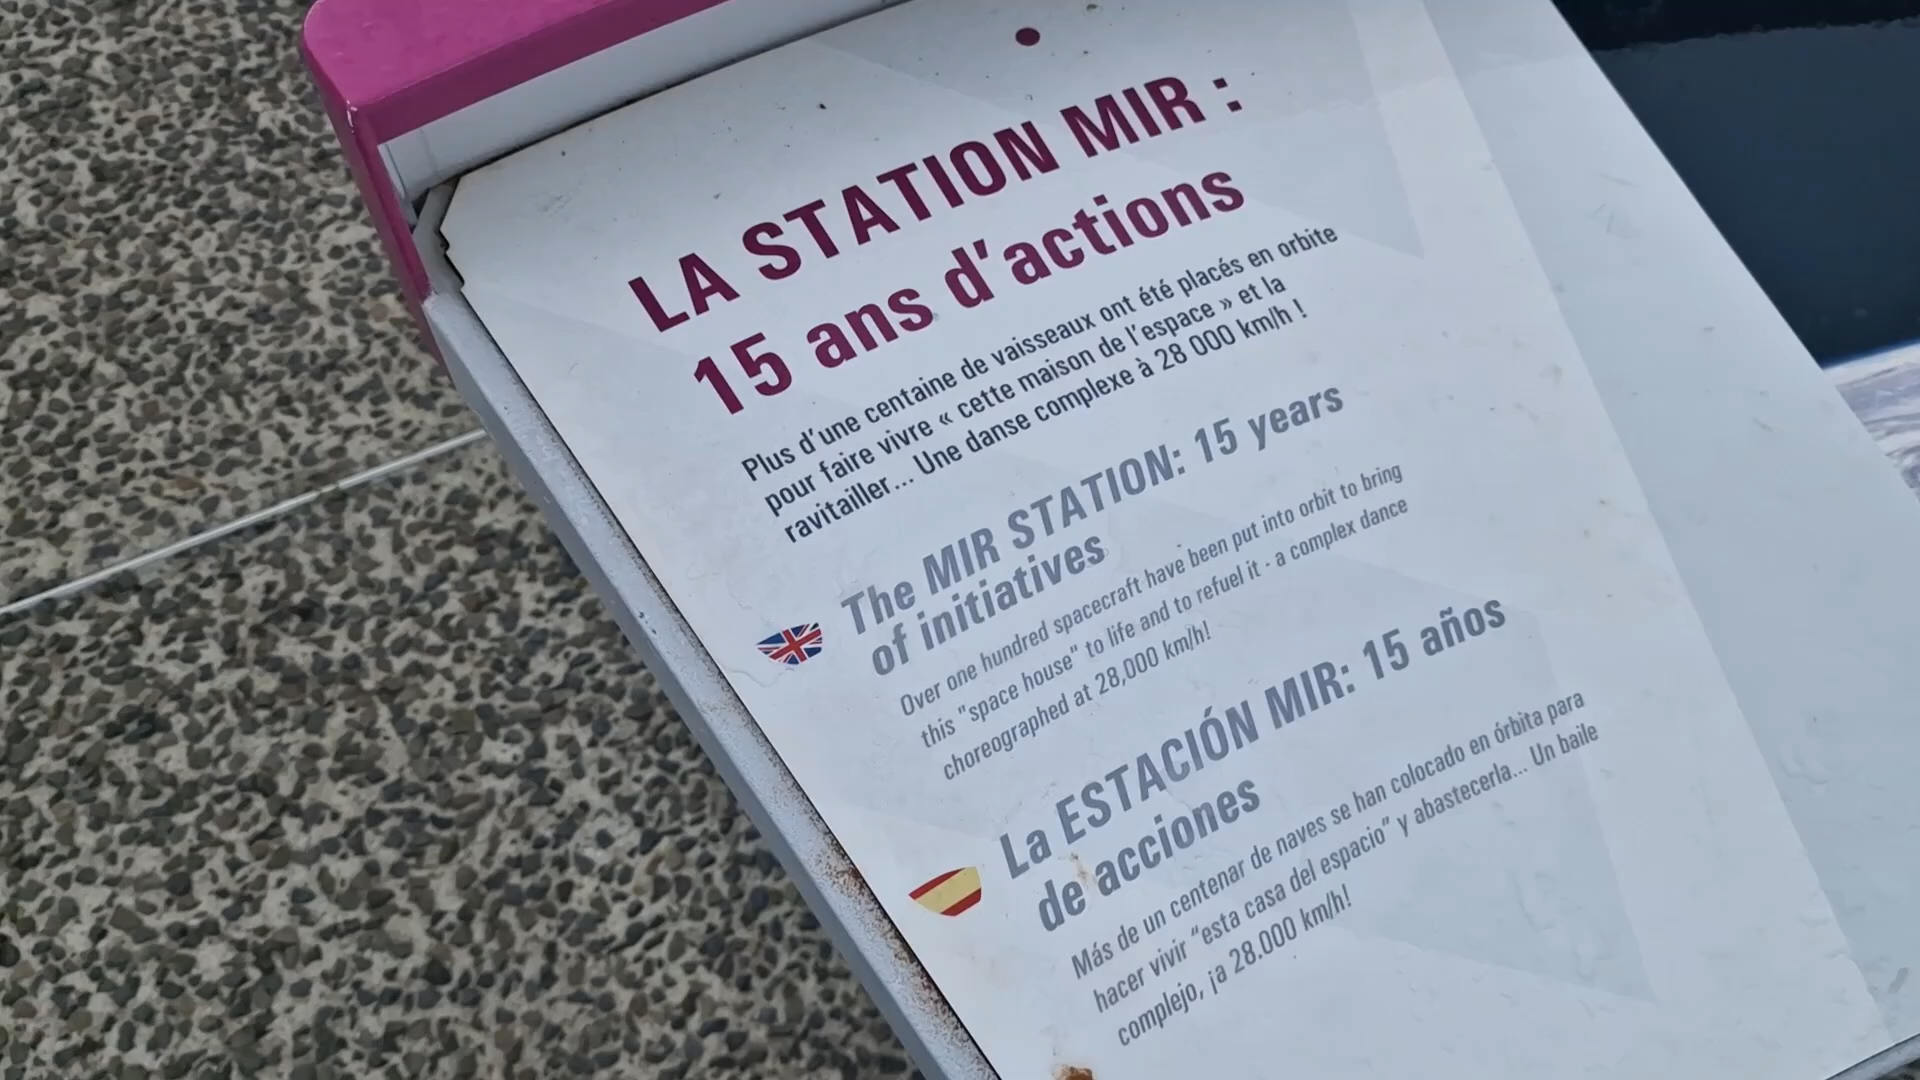 LA STATION MIR :
15 ans d’actions
Plus d’une centaine de vaisseaux ont été placés en orbite
pour faire vivre « cette maison de l’espace » et la
ravitailler... Une danse complexe à 28 000 km/h !
The MIR STATION: 15 years
of initiatives
Over one hundred spacecraft have been put into orbit to bring
this "space house" to life and to refuel it - a complex dance
choreographed at 28,000 km/h!
La ESTACIÓN MIR: 15 años
de acciones
Más de un centenar de naves se han colocado en órbita para
hacer vivir “esta casa del espacio” y abastecerla... Un baile
complejo, ¡a 28.000 km/h!